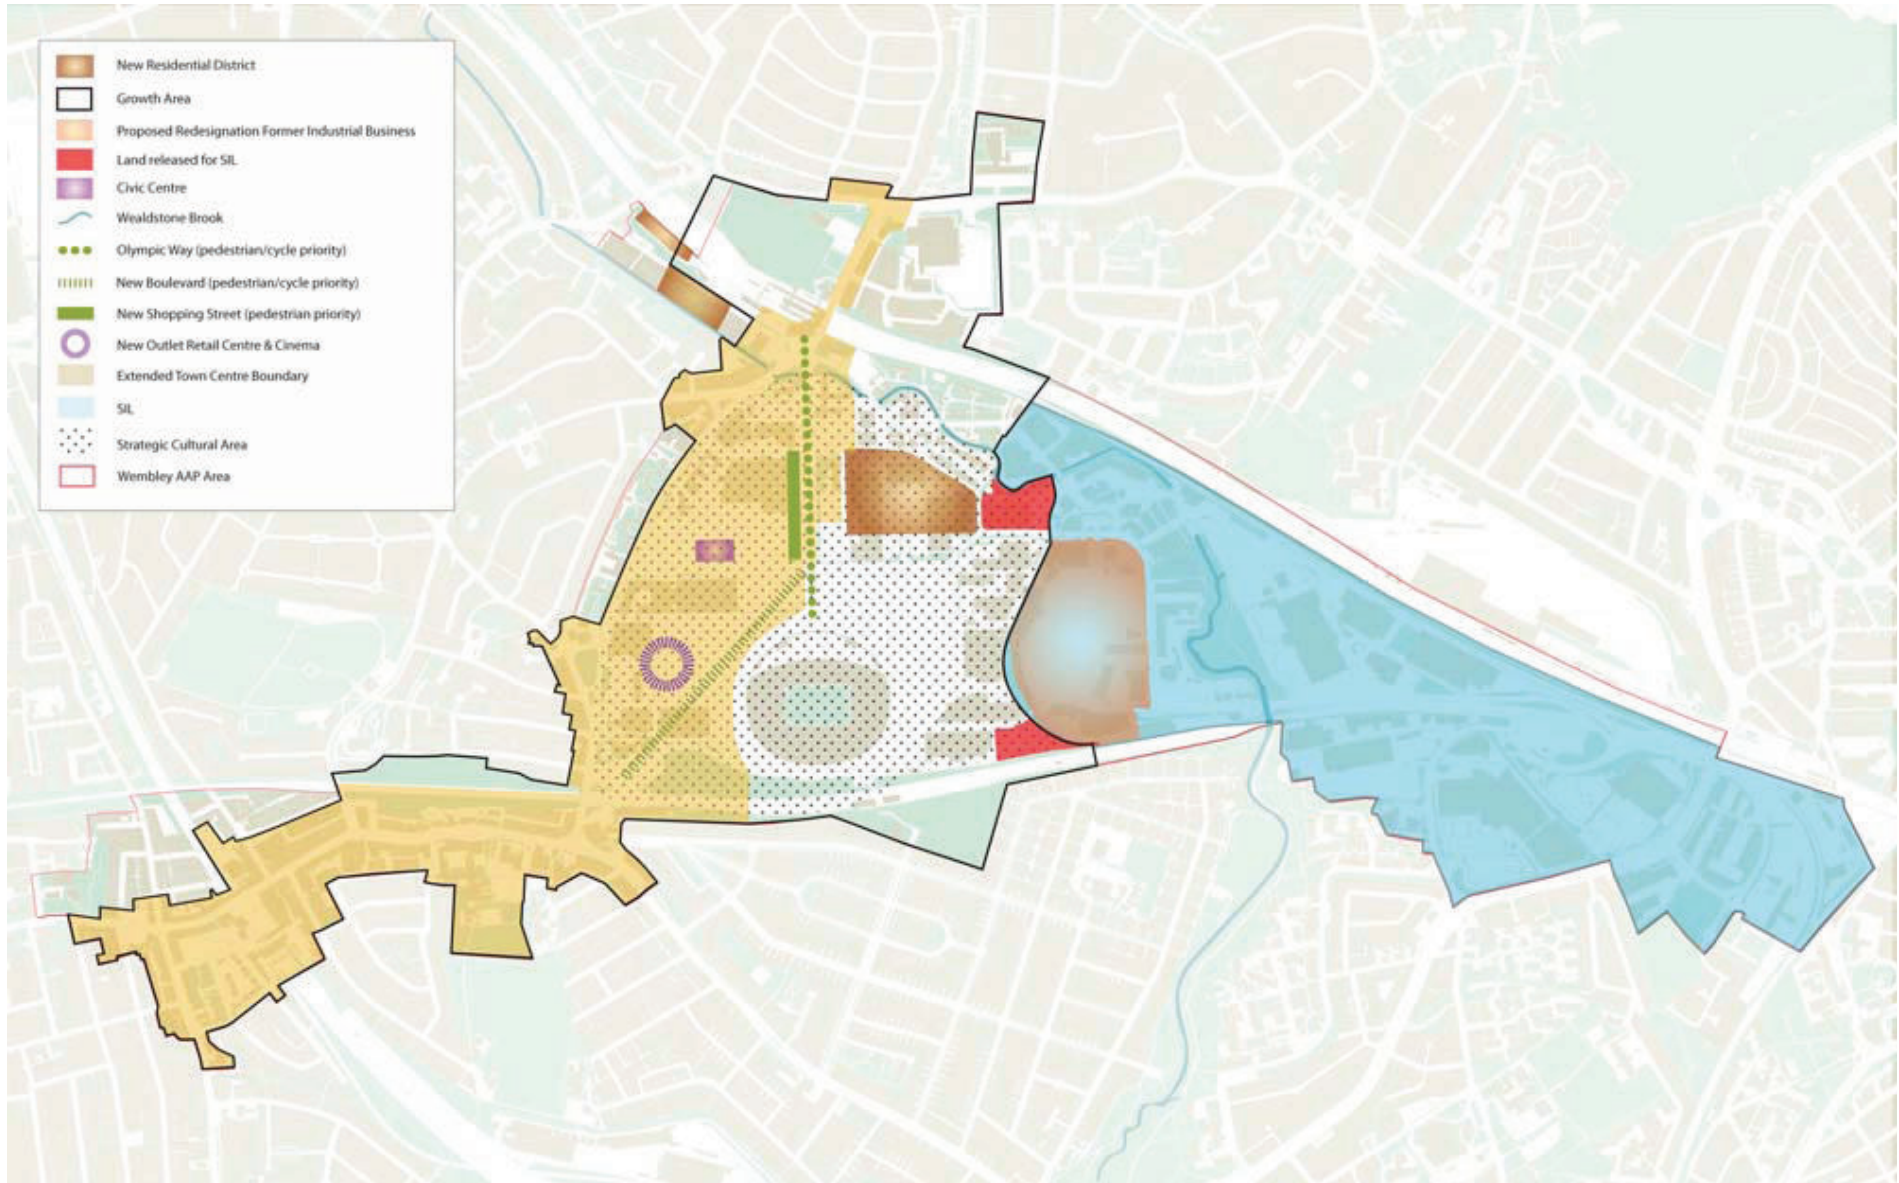 New Residential District
Growth Area
Proposed Redesignation Former Industrial Business
Land released for SIL
Civic Centre
Wealdstone Brook
Olympic Way (pedestrian/cycle priority)
New Boulevard (pedestrian/cycle priority)
New Shopping Street (pedestrian priority)
New Outlet Retail Centre & Cinema
Extended Town Centre Boundary
SIL
Strategic Cultural Area
Wembley AAP Area